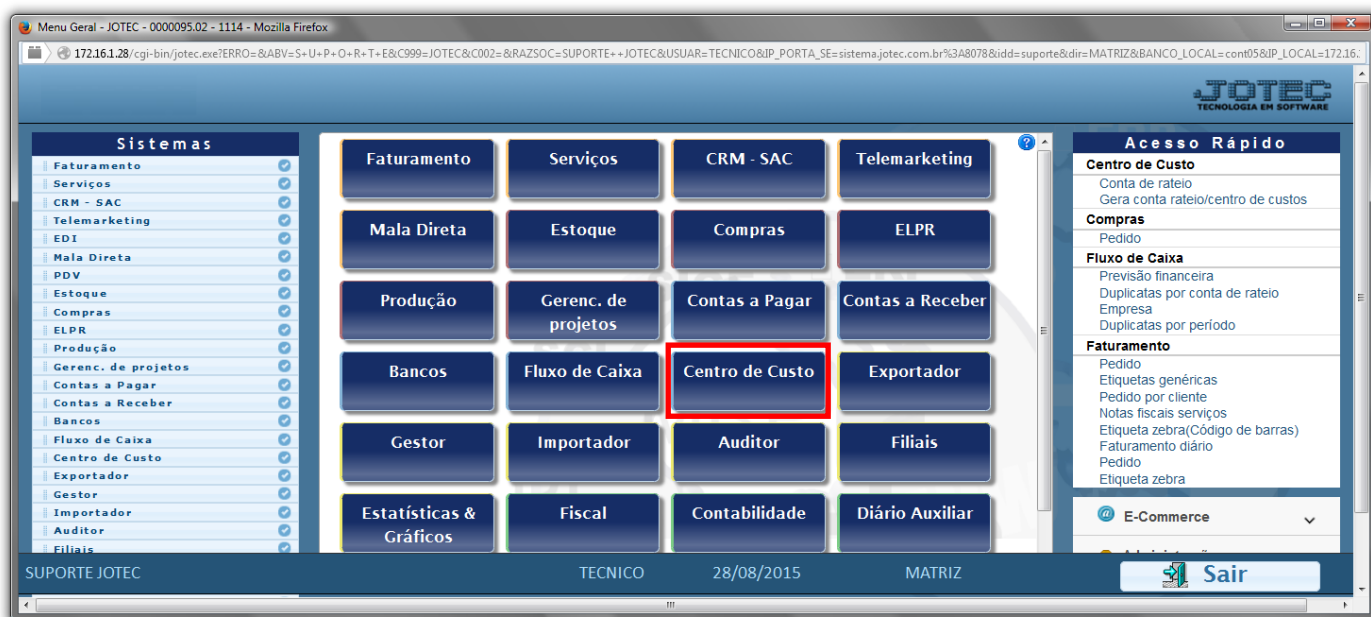 Menu Geral - JOTEC - 0000095.02 - 1114 - Mozilla Firefox
172.16.1.28/cgi-bin/jotec.exe?ERRO=&ABV=S+U+P+O+R+T+E&C999=JOTEC&C002=&RAZSOC=SUPORTE++JOTEC&USUAR=TECNICO&IP_PORTA_SE=sistema.jotec.com.br%3A8078&idd=suporte&dir=MATRIZ&BANCO_LOCAL=cont05&IP_LOCAL=172.16.
JOTEC
TECNOLOGIA EM SOFTWARE
Sistemas
Faturamento
Serviços
CRM - SAC
Telemarketing
EDI
Mala Direta
PDV
Estoque
Compras
ELPR
Produção
Gerenc. de projetos
Contas a Pagar
Contas a Receber
Bancos
Fluxo de Caixa
Centro de Custo
Exportador
Gestor
Importador
Auditor
Filiais
Faturamento
Serviços
CRM - SAC
Telemarketing
Mala Direta
Estoque
Compras
ELPR
Produção
Gerenc. de
projetos
Contas a Pagar
Contas a Receber
Bancos
Fluxo de Caixa
Centro de Custo
Exportador
Gestor
Importador
Auditor
Filiais
Estatísticas &
Gráficos
Fiscal
Contabilidade
Diário Auxiliar
Acesso Rápido
Centro de Custo
Conta de rateio
Gera conta rateio/centro de custos
Compras
Pedido
Fluxo de Caixa
Previsão financeira
Duplicatas por conta de rateio
Empresa
Duplicatas por período
Faturamento
Pedido
Etiquetas genéricas
Pedido por cliente
Notas fiscais serviços
Etiqueta zebra(Código de barras)
Faturamento diário
Pedido
Etiqueta zebra
E-Commerce
SUPORTE JOTEC
TECNICO
28/08/2015
MATRIZ
Sair